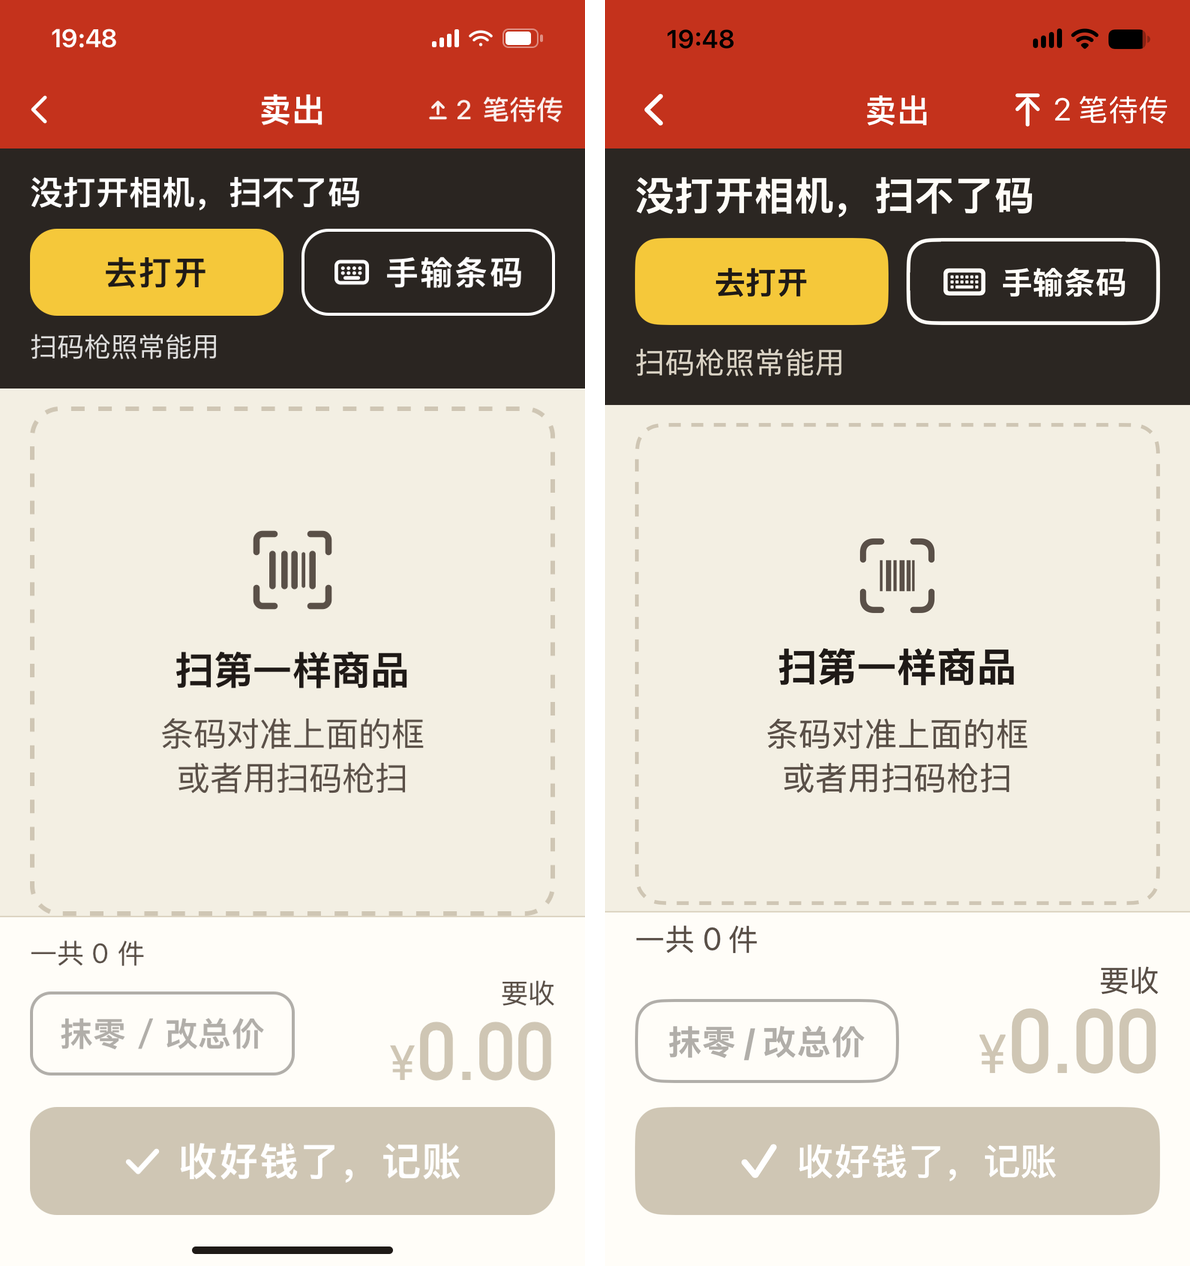 19:48
卖出
2 笔待传
没打开相机，扫不了码
去打开
手输条码
扫码枪照常能用
扫第一样商品
条码对准上面的框
或者用扫码枪扫
一共 0 件
要收
抹零 / 改总价
¥0.00
收好钱了，记账
19:48
卖出
2 笔待传
没打开相机，扫不了码
去打开
手输条码
扫码枪照常能用
扫第一样商品
条码对准上面的框
或者用扫码枪扫
一共 0 件
要收
抹零 / 改总价
¥0.00
收好钱了，记账